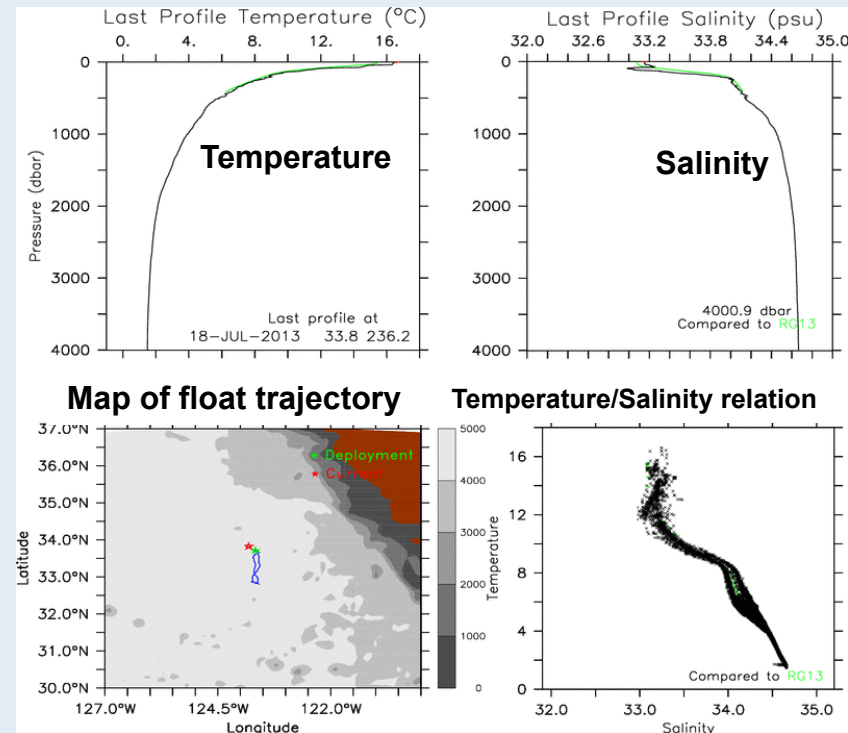 Last Profile Temperature (°C)
0. 4. 8. 12. 16.
0
1000
2000
3000
4000
Pressure (dbar)
Temperature
Last profile at
18-JUL-2013 33.8 236.2
Last Profile Salinity (psu)
32.0 32.6 33.2 33.8 34.4 35.0
0
1000
2000
3000
4000
Salinity
4000.9 dbar
Compared to RG13
Map of float trajectory
37.0°N
36.0°N
35.0°N
34.0°N
33.0°N
32.0°N
31.0°N
30.0°N
Latitude
Deployment
Current
127.0°W 124.5°W 122.0°W
Longitude
5000
4000
3000
2000
1000
0
Temperature/Salinity relation
16
12
8
4
0
Temperature
Compared to RG13
32.0 33.0 34.0 35.0
Salinity